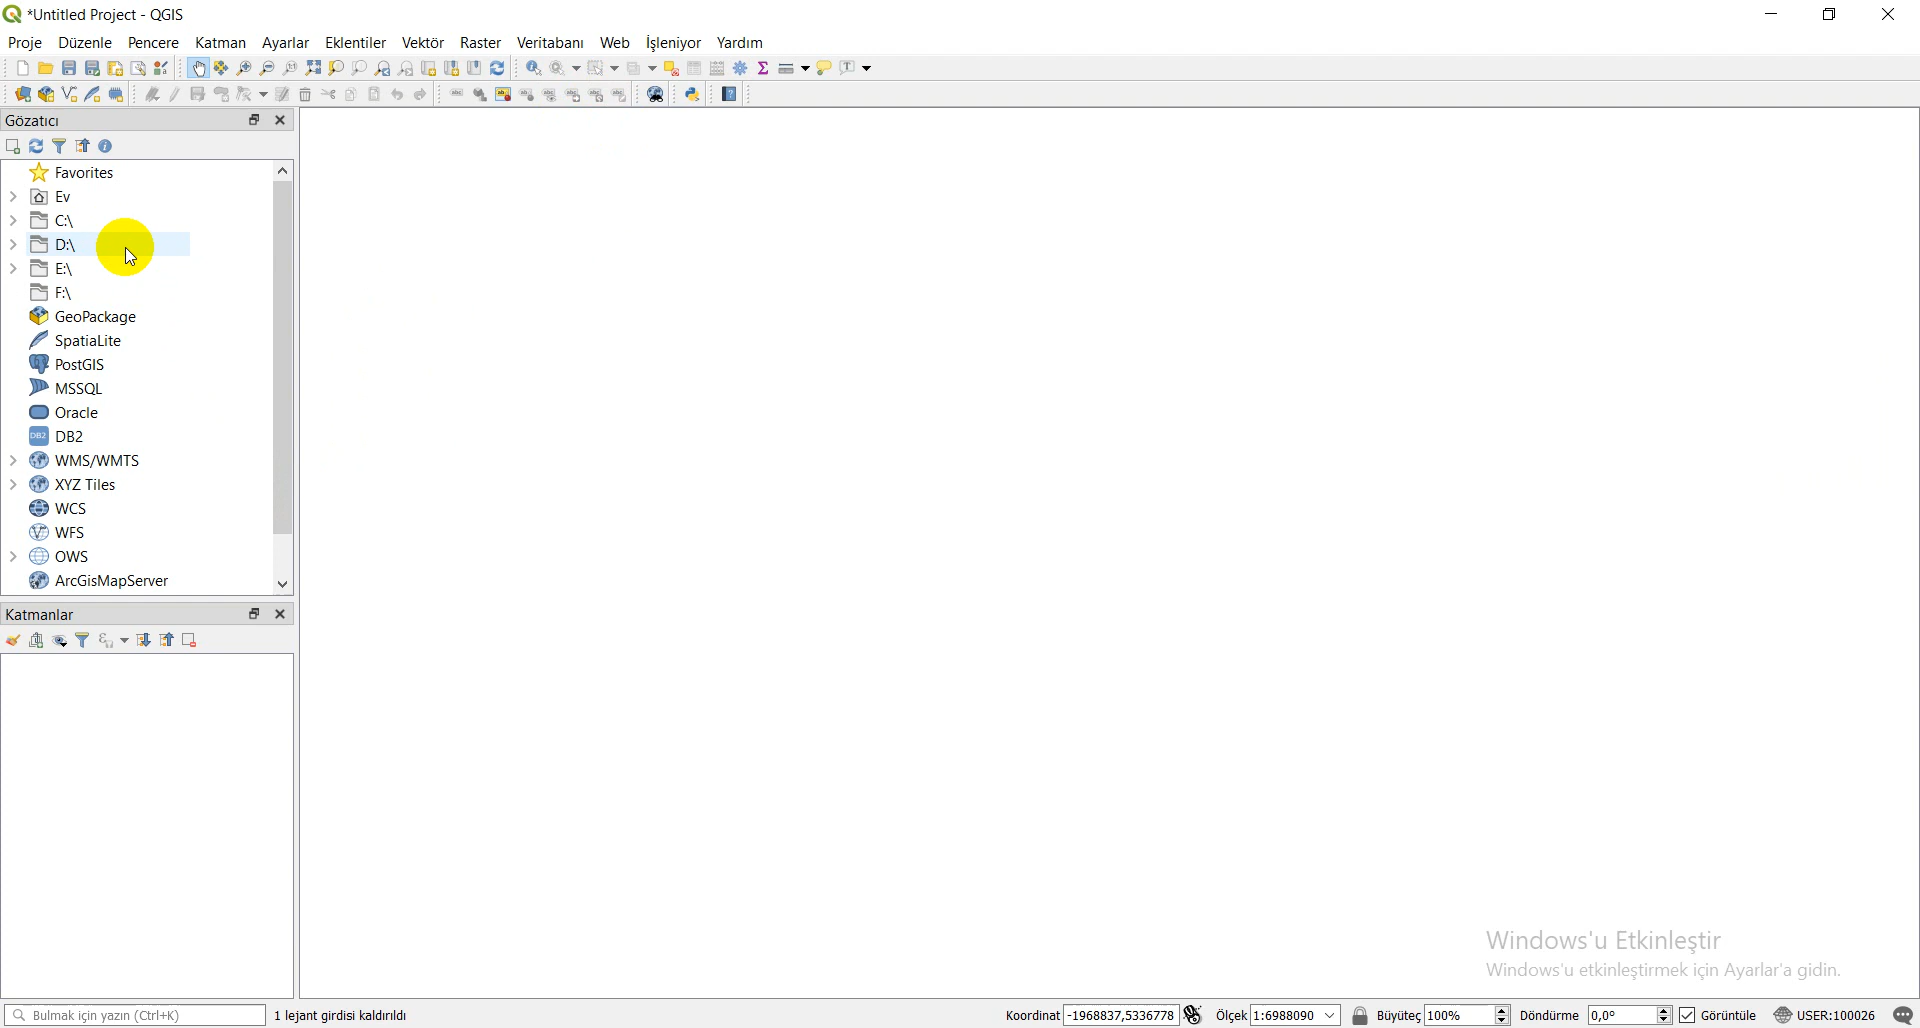 *Untitled Project - QGIS
Proje Düzenle Pencere Katman Ayarlar Eklentiler Vektör Raster Veritabanı Web İşleniyor Yardım
Gözatıcı
Favorites
Ev
C:\
D:\
E:\
F:\
GeoPackage
SpatiaLite
PostGIS
MSSQL
Oracle
DB2
WMS/WMTS
XYZ Tiles
WCS
WFS
OWS
ArcGisMapServer
Katmanlar
Windows'u Etkinleştir
Windows'u etkinleştirmek için Ayarlar'a gidin.
Bulmak için yazın (Ctrl+K) 1 lejant girdisi kaldırıldı Koordinat -1968837,5336778 Ölçek 1:6988090 Büyüteç 100% Döndürme 0,0° Görüntüle USER:100026